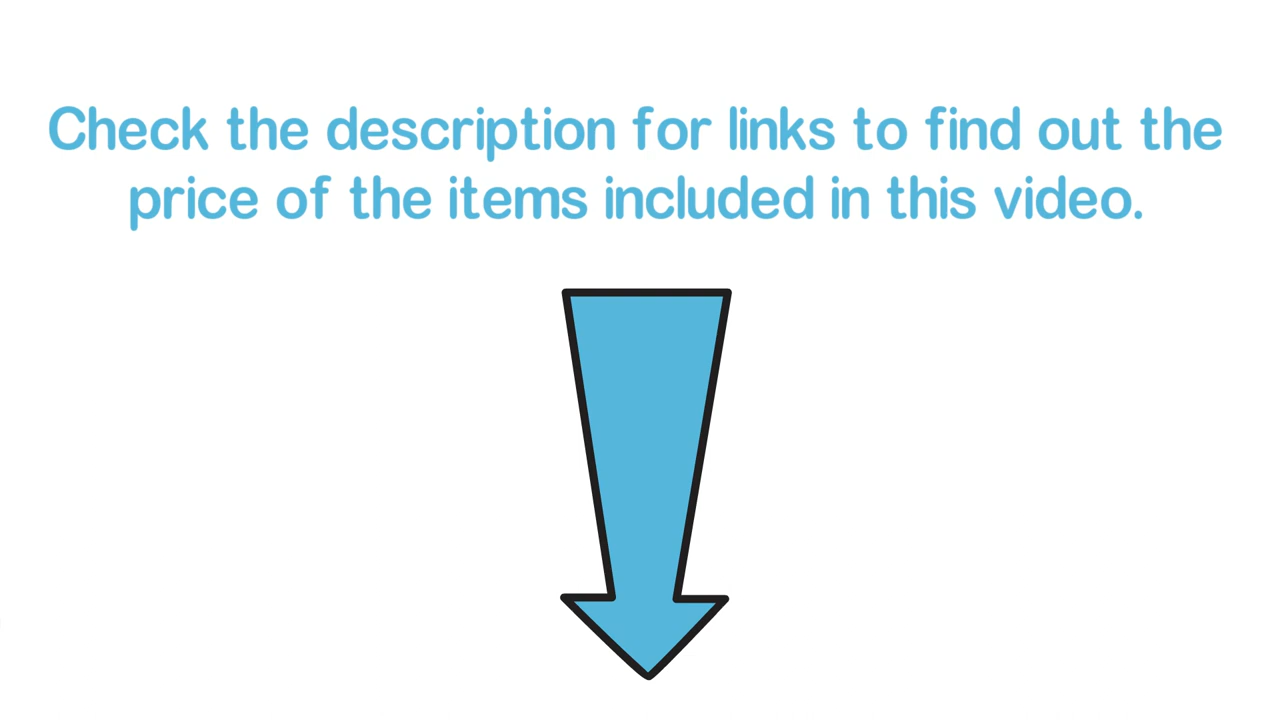 Check the description for links to find out the
price of the items included in this video.